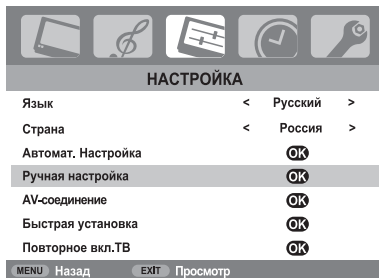 НАСТРОЙКА
Язык < Русский >
Страна < Россия >
Автомат. Настройка OK
Ручная настройка OK
AV-соединение OK
Быстрая установка OK
Повторное вкл.ТВ OK
MENU Назад EXIT Просмотр